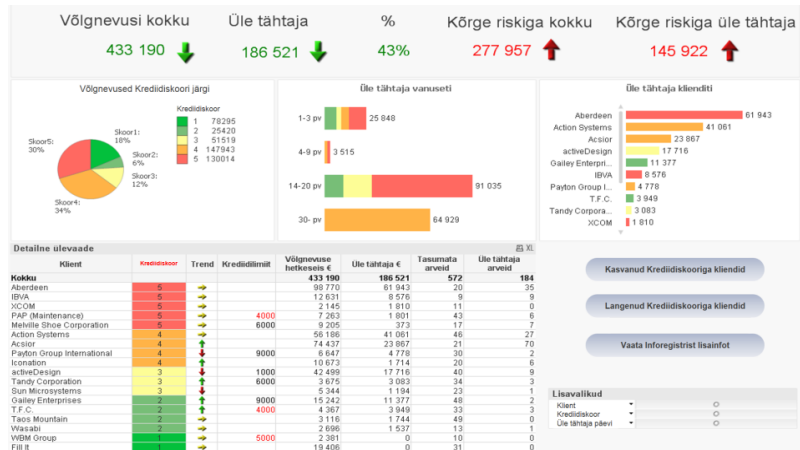 Võlgnevusi kokku
Üle tähtaja
%
Kõrge riskiga kokku
Kõrge riskiga üle tähtaja
433 190
186 521
43%
277 957
145 922
Võlgnevused Krediidiskoori järgi
Krediidiskoor
1 78295
2 25420
3 51519
4 147943
5 130014
Skoor1:
18%
Skoor2:
6%
Skoor3:
12%
Skoor4:
34%
Skoor5:
30%
Üle tähtaja vanuseti
1-3 pv 25 848
4-9 pv 3 515
14-20 pv 91 035
30- pv 64 929
Üle tähtaja klienditi
Aberdeen 61 943
Action Systems 41 061
Acsior 23 867
activeDesign 17 716
Gailey Enterpri... 11 377
IBVA 8 576
Payton Group I... 4 778
T.F.C. 3 949
Tandy Corpora... 3 083
XCOM 1 810
Detailne ülevaade XL
Klient Krediidiskoor Trend Krediidilimiit Võlgnevuse hetkeseis € Üle tähtaja € Tasumata arveid Üle tähtaja arveid
Kokku 433 190 186 521 572 184
Aberdeen 5 98 770 61 943 20 35
IBVA 5 12 631 8 576 9 9
XCOM 5 2 145 1 810 11 0
PAP (Maintenance) 5 4000 7 263 1 801 43 6
Melville Shoe Corporation 5 6000 9 205 373 17 7
Action Systems 4 56 186 41 061 46 27
Acsior 4 74 437 23 867 21 70
Payton Group International 4 9000 6 647 4 778 30 2
Iconation 4 10 673 1 714 20 6
activeDesign 3 1000 42 499 17 716 40 9
Tandy Corporation 3 6000 3 675 3 083 34 3
Sun Microsystems 3 5 344 1 194 23 1
Gailey Enterprises 2 9000 15 242 11 377 48 2
T.F.C. 2 4000 4 367 3 949 33 3
Taos Mountain 2 3 116 1 744 49 0
Wasabi 2 2 696 1 537 13 1
WBM Group 1 5000 2 381 0 10 0
Fill It 1 19 406 0 31 0
Kasvanud Krediidiskooriga kliendid
Langenud Krediidiskooriga kliendid
Vaata Inforegistrist lisainfot
Lisavalikud
Klient
Krediidiskoor
Üle tähtaja päevi